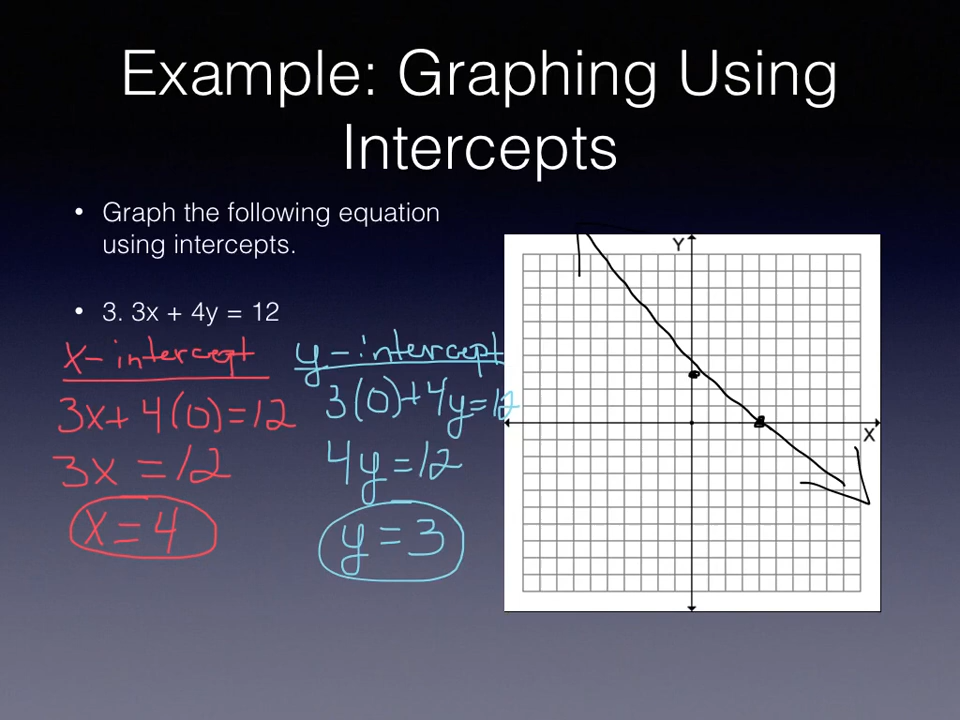 Example: Graphing Using
Intercepts
• Graph the following equation
using intercepts.
• 3. 3x + 4y = 12
x-intercept
3x+4(0)=12
3x=12
x=4
y-intercept
3(0)+4y=12
4y=12
y=3
Y
X